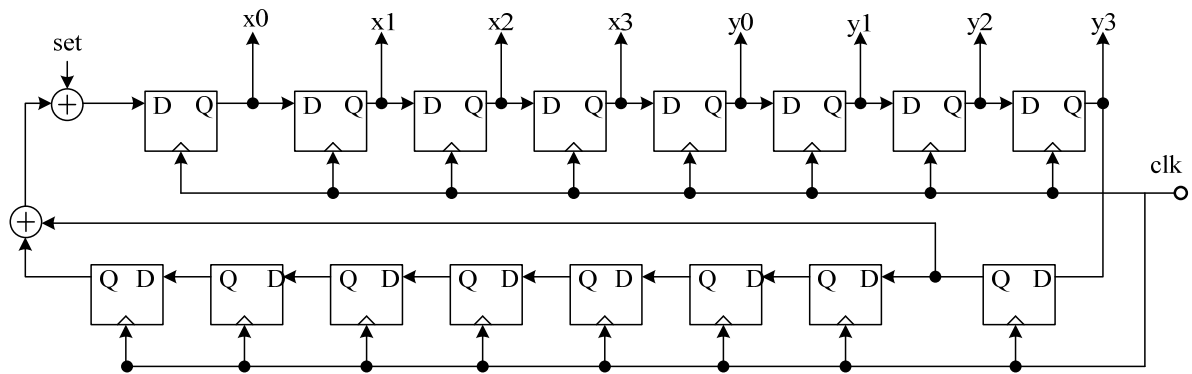 x0 x1 x2 x3 y0 y1 y2 y3
set
+ D Q D Q D Q D Q D Q D Q D Q D Q
clk
+
Q D Q D Q D Q D Q D Q D Q D Q D